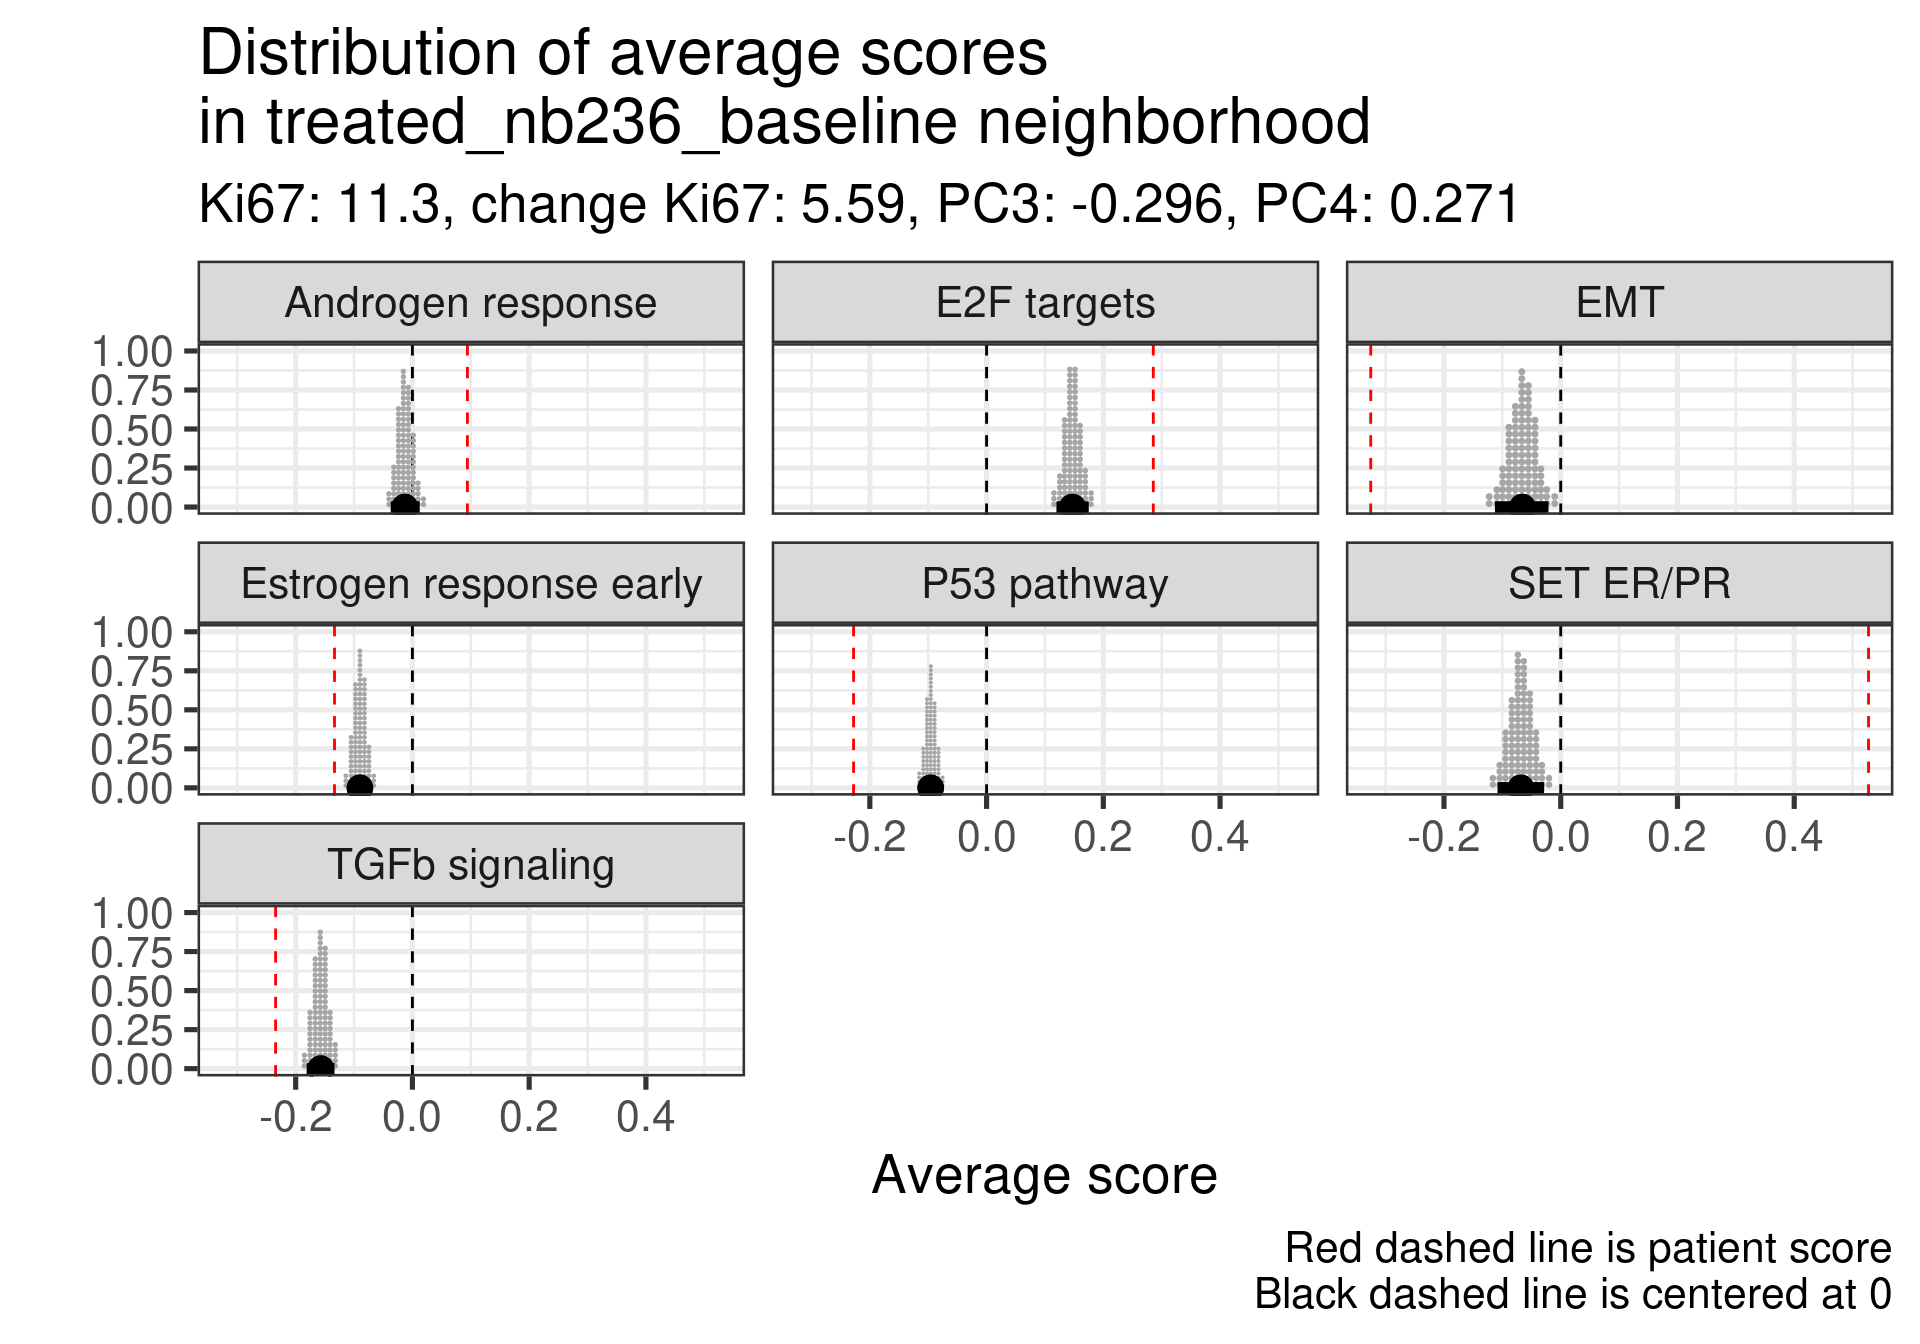 Distribution of average scores
in treated_nb236_baseline neighborhood
Ki67: 11.3, change Ki67: 5.59, PC3: -0.296, PC4: 0.271
Androgen response
E2F targets
EMT
1.00
0.75
0.50
0.25
0.00
Estrogen response early
P53 pathway
SET ER/PR
1.00
0.75
0.50
0.25
0.00
-0.2 0.0 0.2 0.4
-0.2 0.0 0.2 0.4
TGFb signaling
1.00
0.75
0.50
0.25
0.00
-0.2 0.0 0.2 0.4
Average score
Red dashed line is patient score
Black dashed line is centered at 0